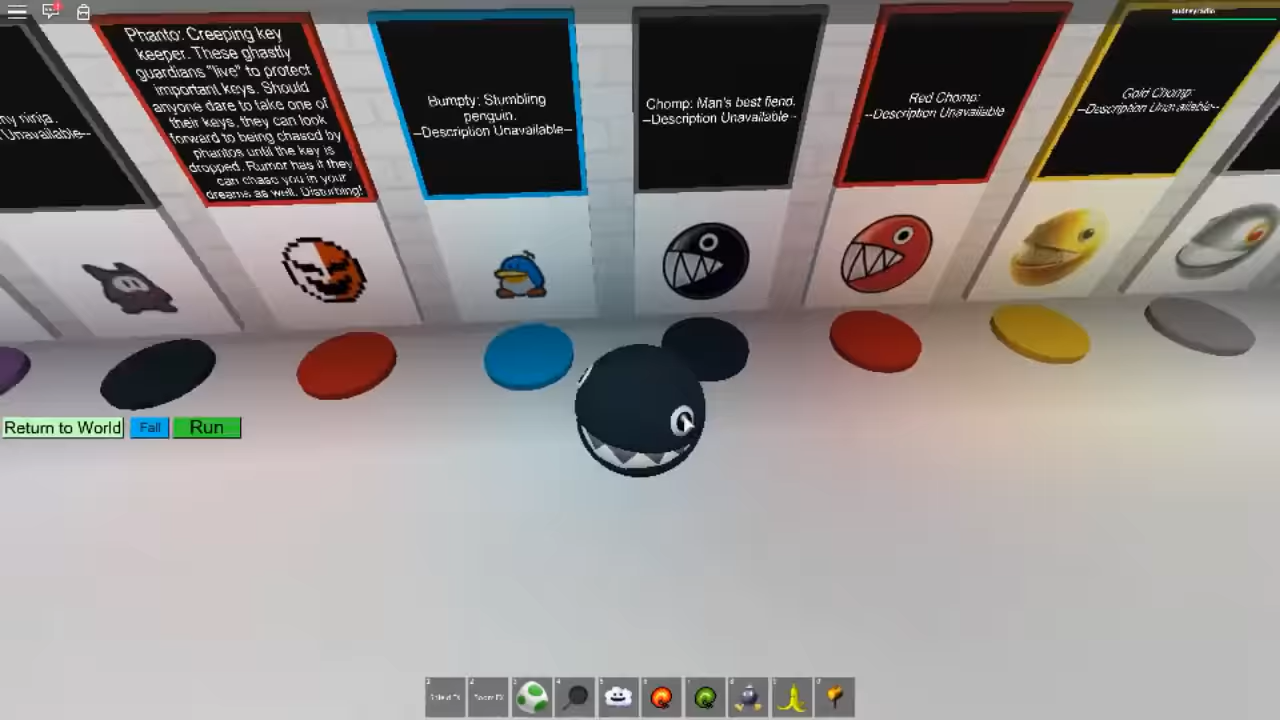 ny ninja.
Unavailable--
Phanto: Creeping key
keeper. These ghastly
guardians "live" to protect
important keys. Should
anyone dare to take one of
their keys, they can look
forward to being chased by
phantos until the key is
dropped. Rumor has it they
can chase you in your
dreams as well. Disturbing!
Bumpty: Stumbling
penguin.
--Description Unavailable--
Chomp: Man's best fiend.
--Description Unavailable--
Red Chomp:
--Description Unavailable
Gold Chomp:
--Description Unavailable--
Return to World
Fall
Run